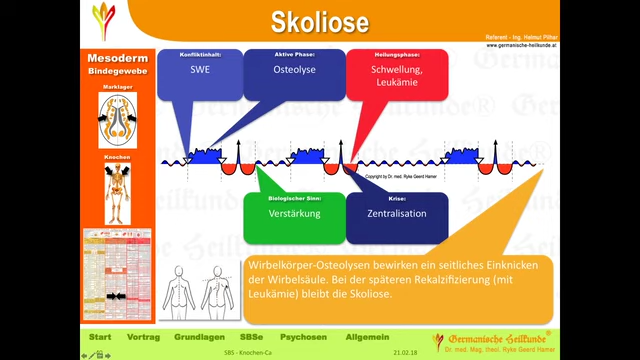 Skoliose
Referent - Ing. Helmut Pilhar
www.germanische-heilkunde.at
Mesoderm
Bindegewebe
Marklager
Knochen
Konfliktinhalt:
SWE
Aktive Phase:
Osteolyse
Heilungsphase:
Schwellung,
Leukämie
Copyright by Dr. med. Ryke Geerd Hamer
Biologischer Sinn:
Verstärkung
Krise:
Zentralisation
Wirbelkörper-Osteolysen bewirken ein seitliches Einknicken
der Wirbelsäule. Bei der späteren Rekalzifizierung (mit
Leukämie) bleibt die Skoliose.
Start Vortrag Grundlagen SBSe Psychosen Allgemein
Germanische Heilkunde®
Dr. med. Mag. theol. Ryke Geerd Hamer
SBS - Knochen-Ca
21.02.18
Germanische Heilkunde®